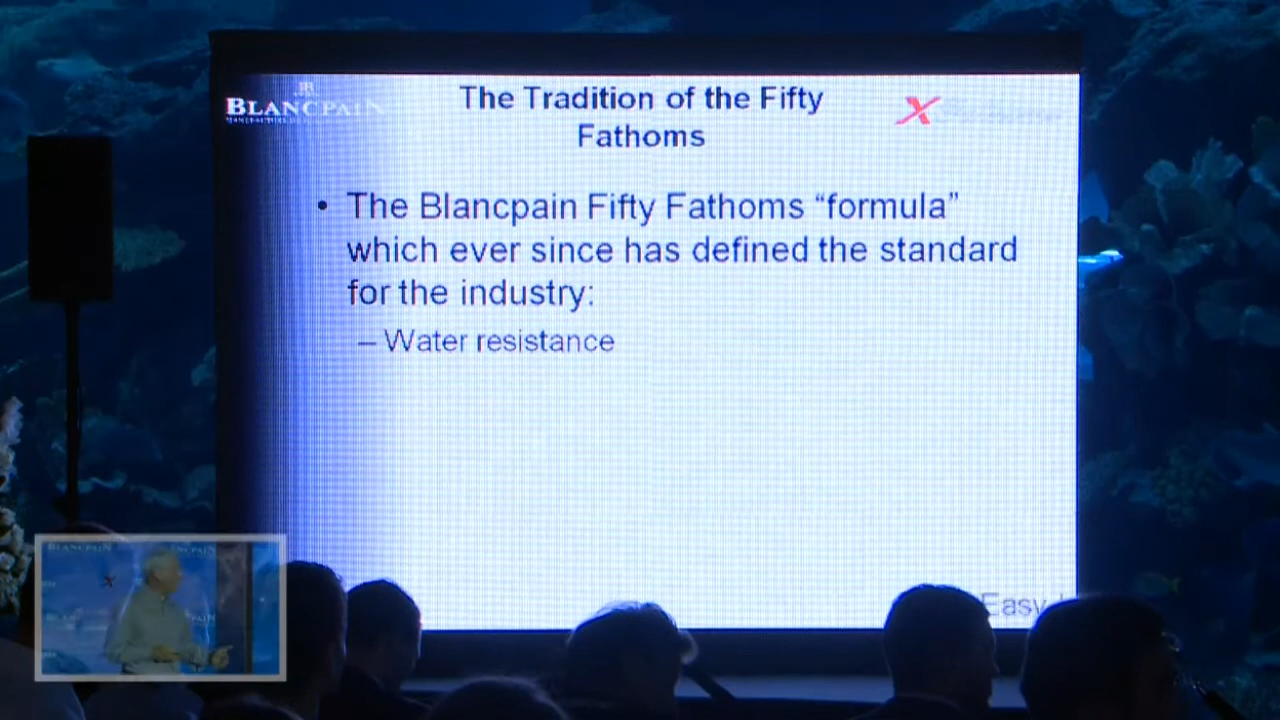 BLANCPAIN
The Tradition of the Fifty
Fathoms
X
• The Blancpain Fifty Fathoms “formula”
which ever since has defined the standard
for the industry:
– Water resistance
Easy
BLANCPAIN